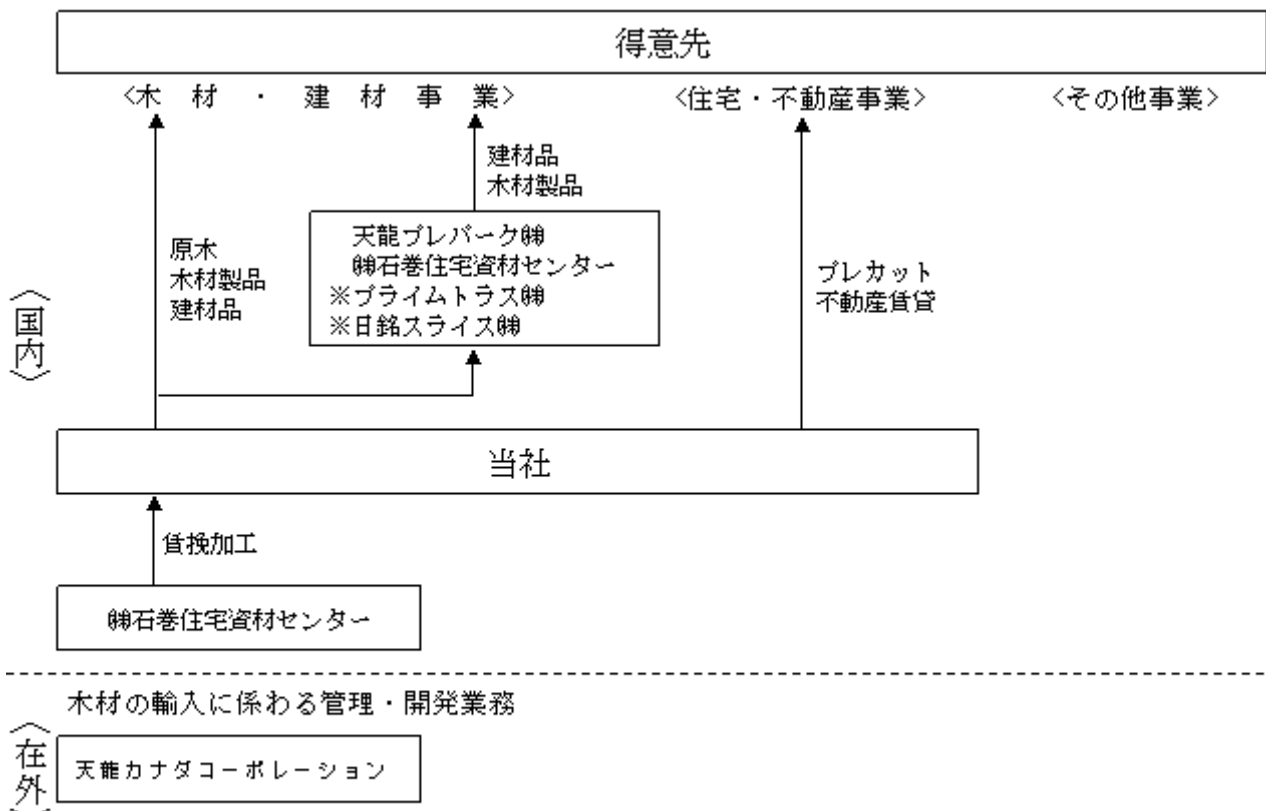 得意先
<木材・建材事業>
<住宅・不動産事業>
<その他事業>
建材品
木材製品
天龍プレパーク㈱
㈱石巻住宅資材センター
※プライムトラス㈱
※日銘スライス㈱
原木
木材製品
建材品
プレカット
不動産賃貸
〈国内〉
当社
賃挽加工
㈱石巻住宅資材センター
木材の輸入に係わる管理・開発業務
〈在外
天龍カナダコーポレーション